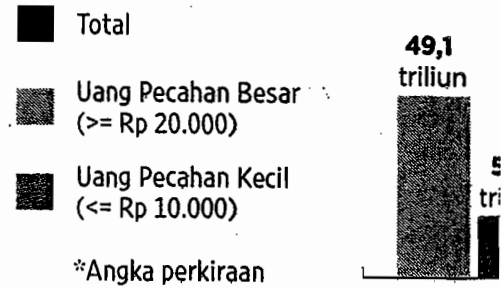 Total
Uang Pecahan Besar
(>= Rp 20.000)
Uang Pecahan Kecil
(<= Rp 10.000)
*Angka perkiraan
49,1
triliun